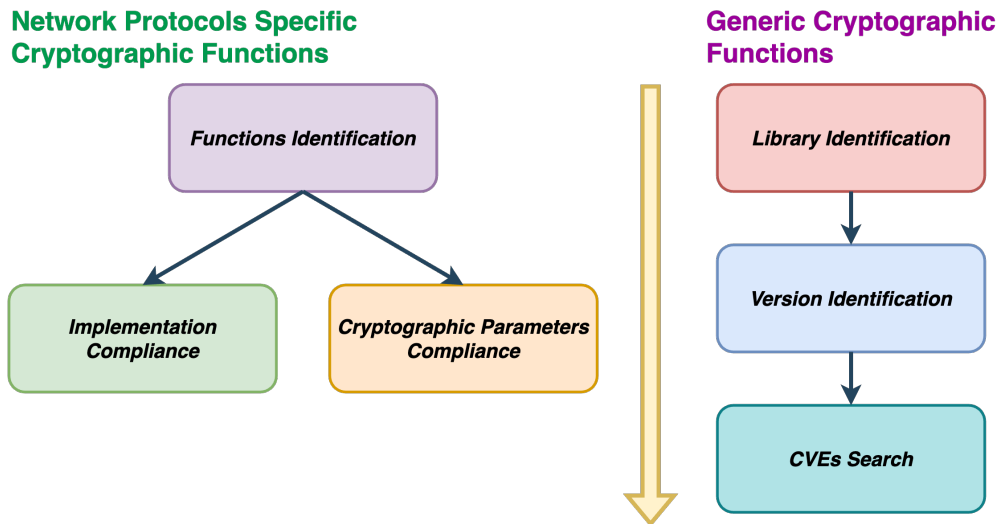 Network Protocols Specific
Cryptographic Functions
Functions Identification
Implementation
Compliance
Cryptographic Parameters
Compliance
Generic Cryptographic
Functions
Library Identification
Version Identification
CVEs Search